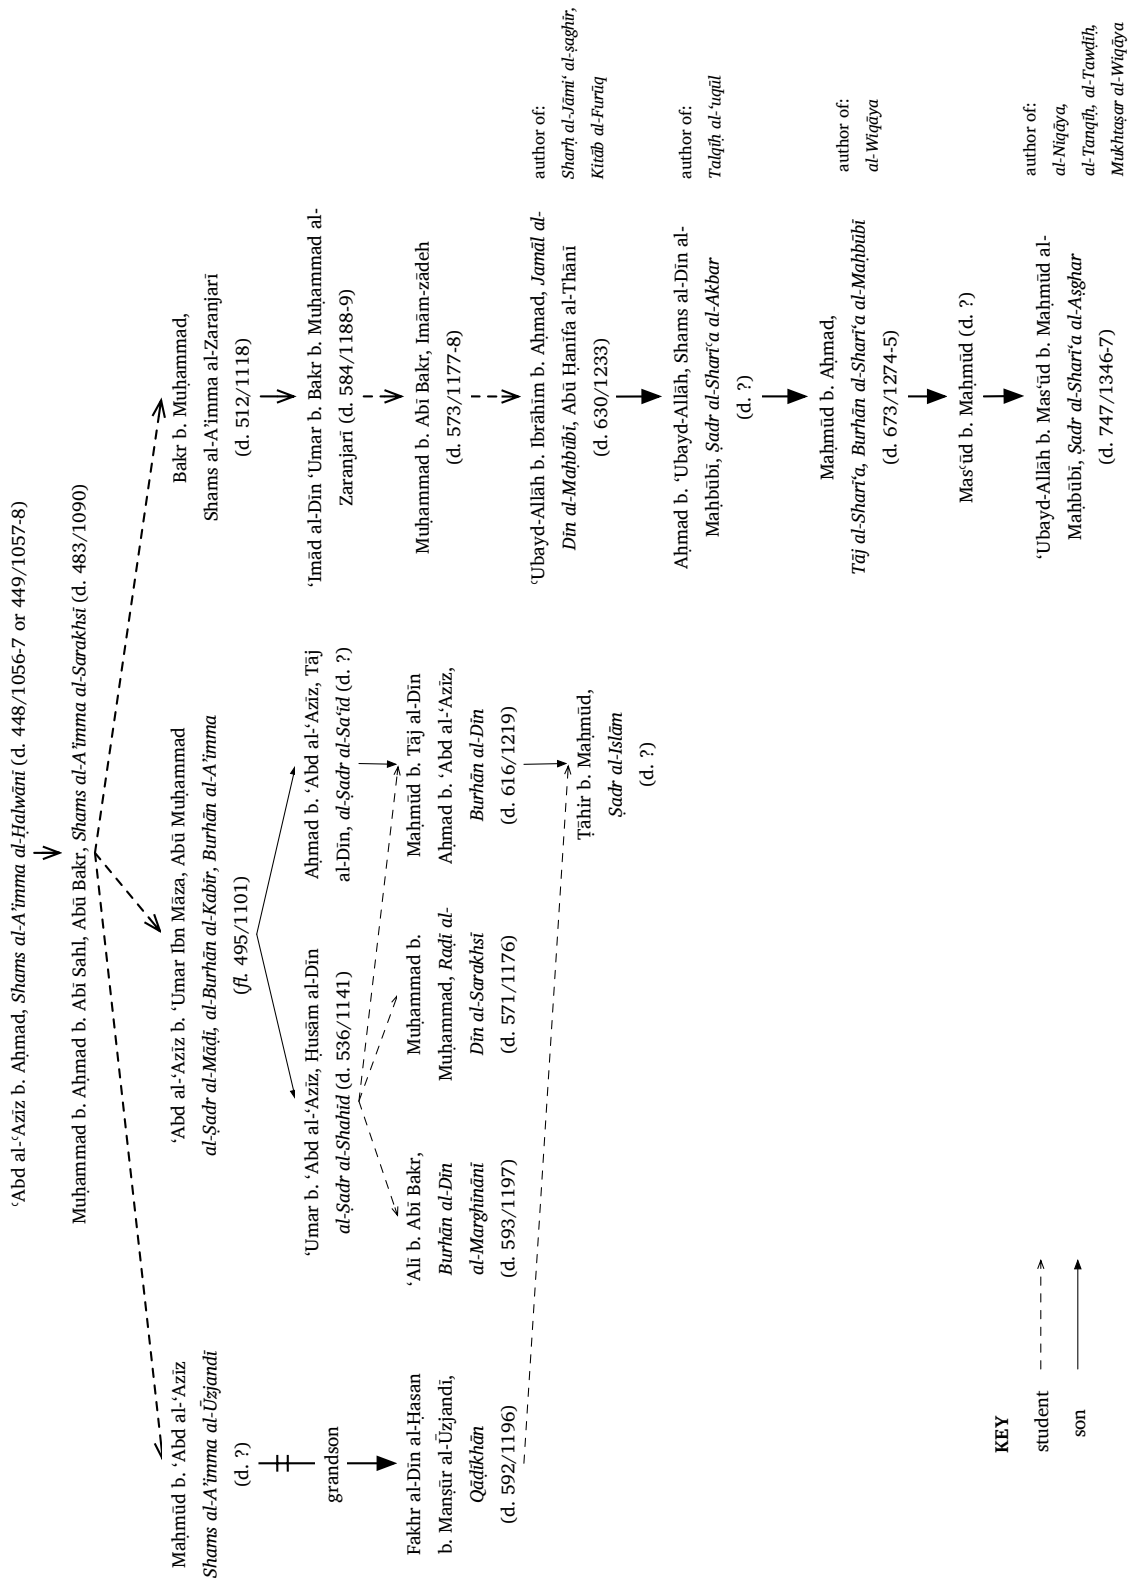 ʿAbd al-ʿAzīz b. Aḥmad, Shams al-Aʾimma al-Ḥalwānī (d. 448/1056-7 or 449/1057-8)
Muḥammad b. Aḥmad b. Abī Sahl, Abū Bakr, Shams al-Aʾimma al-Sarakhsī (d. 483/1090)
Maḥmūd b. ʿAbd al-ʿAzīz
Shams al-Aʾimma al-Ūzjandī
(d. ?)
ʿAbd al-ʿAzīz b. ʿUmar Ibn Māza, Abū Muḥammad
al-Ṣadr al-Māḍī, al-Burhān al-Kabīr, Burhān al-Aʾimma
(fl. 495/1101)
Bakr b. Muḥammad,
Shams al-Aʾimma al-Zaranjarī
(d. 512/1118)
grandson
ʿUmar b. ʿAbd al-ʿAzīz, Ḥusām al-Dīn
al-Ṣadr al-Shahīd (d. 536/1141)
Aḥmad b. ʿAbd al-ʿAzīz, Tāj
al-Dīn, al-Ṣadr al-Saʿīd (d. ?)
ʿImād al-Dīn ʿUmar b. Bakr b. Muḥammad al-
Zaranjarī (d. 584/1188-9)
Fakhr al-Dīn al-Ḥasan
b. Manṣūr al-Ūzjandī,
Qāḍīkhān
(d. 592/1196)
ʿAlī b. Abī Bakr,
Burhān al-Dīn
al-Marghīnānī
(d. 593/1197)
Muḥammad b.
Muḥammad, Raḍī al-
Dīn al-Sarakhsī
(d. 571/1176)
Maḥmūd b. Tāj al-Dīn
Aḥmad b. ʿAbd al-ʿAzīz,
Burhān al-Dīn
(d. 616/1219)
Muḥammad b. Abī Bakr, Imām-zādeh
(d. 573/1177-8)
Ṭāhir b. Maḥmūd,
Ṣadr al-Islām
(d. ?)
ʿUbayd-Allāh b. Ibrāhīm b. Aḥmad, Jamāl al-
Dīn al-Maḥbūbī, Abū Ḥanīfa al-Thānī
(d. 630/1233)
author of:
Sharḥ al-Jāmiʿ al-ṣaghīr,
Kitāb al-Furūq
Aḥmad b. ʿUbayd-Allāh, Shams al-Dīn al-
Maḥbūbī, Ṣadr al-Sharīʿa al-Akbar
(d. ?)
author of:
Talqīḥ al-ʿuqūl
Maḥmūd b. Aḥmad,
Tāj al-Sharīʿa, Burhān al-Sharīʿa al-Maḥbūbī
(d. 673/1274-5)
author of:
al-Wiqāya
Masʿūd b. Maḥmūd (d. ?)
ʿUbayd-Allāh b. Masʿūd b. Maḥmūd al-
Maḥbūbī, Ṣadr al-Sharīʿa al-Aṣghar
(d. 747/1346-7)
author of:
al-Niqāya,
al-Tanqīḥ, al-Tawḍīḥ,
Mukhtaṣar al-Wiqāya
KEY
student
son